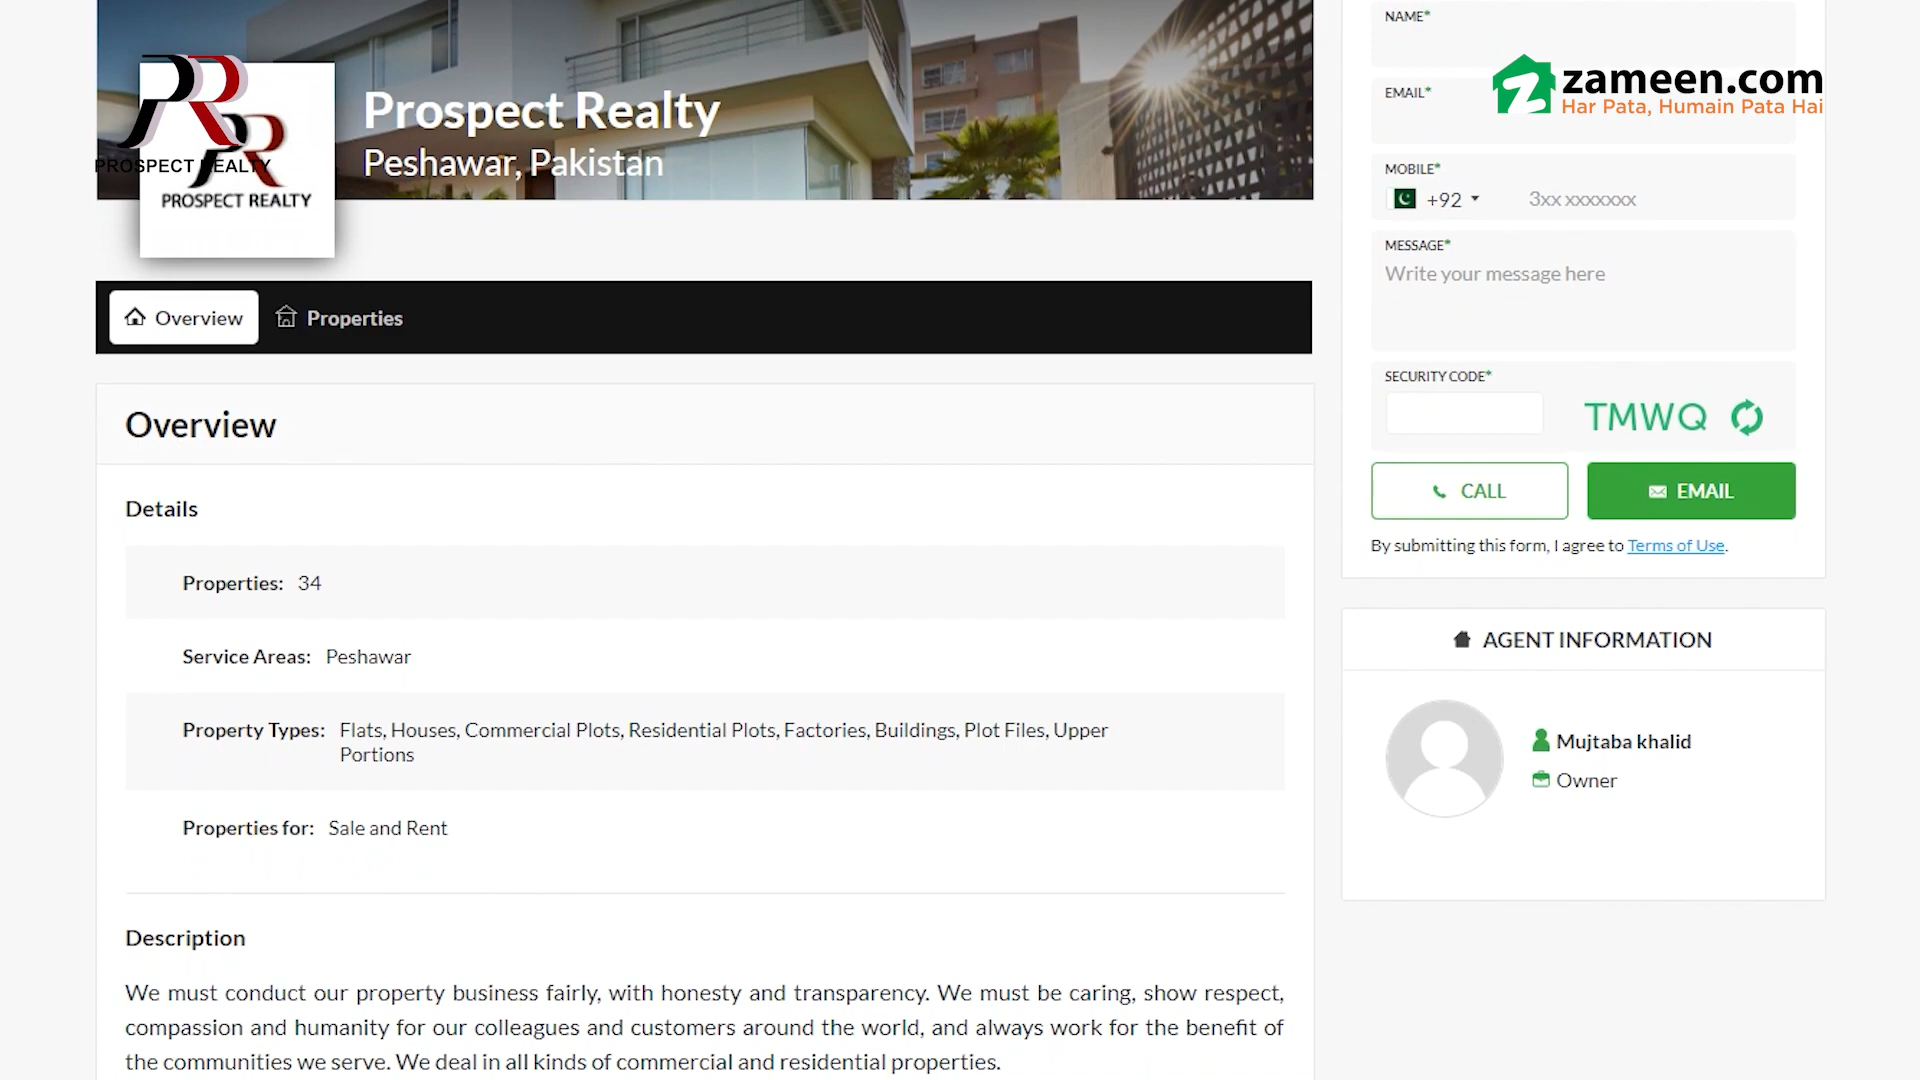 PROSPECT REALTY
PROSPECT REALTY
Prospect Realty
Peshawar, Pakistan
Overview
Properties
Overview
Details
Properties: 34
Service Areas: Peshawar
Property Types: Flats, Houses, Commercial Plots, Residential Plots, Factories, Buildings, Plot Files, Upper
Portions
Properties for: Sale and Rent
Description
We must conduct our property business fairly, with honesty and transparency. We must be caring, show respect,
compassion and humanity for our colleagues and customers around the world, and always work for the benefit of
the communities we serve. We deal in all kinds of commercial and residential properties.
NAME*
zameen.com
Har Pata, Humain Pata Hai
EMAIL*
MOBILE*
+92 3xx xxxxxxx
MESSAGE*
Write your message here
SECURITY CODE*
TMWQ
CALL
EMAIL
By submitting this form, I agree to Terms of Use.
AGENT INFORMATION
Mujtaba khalid
Owner